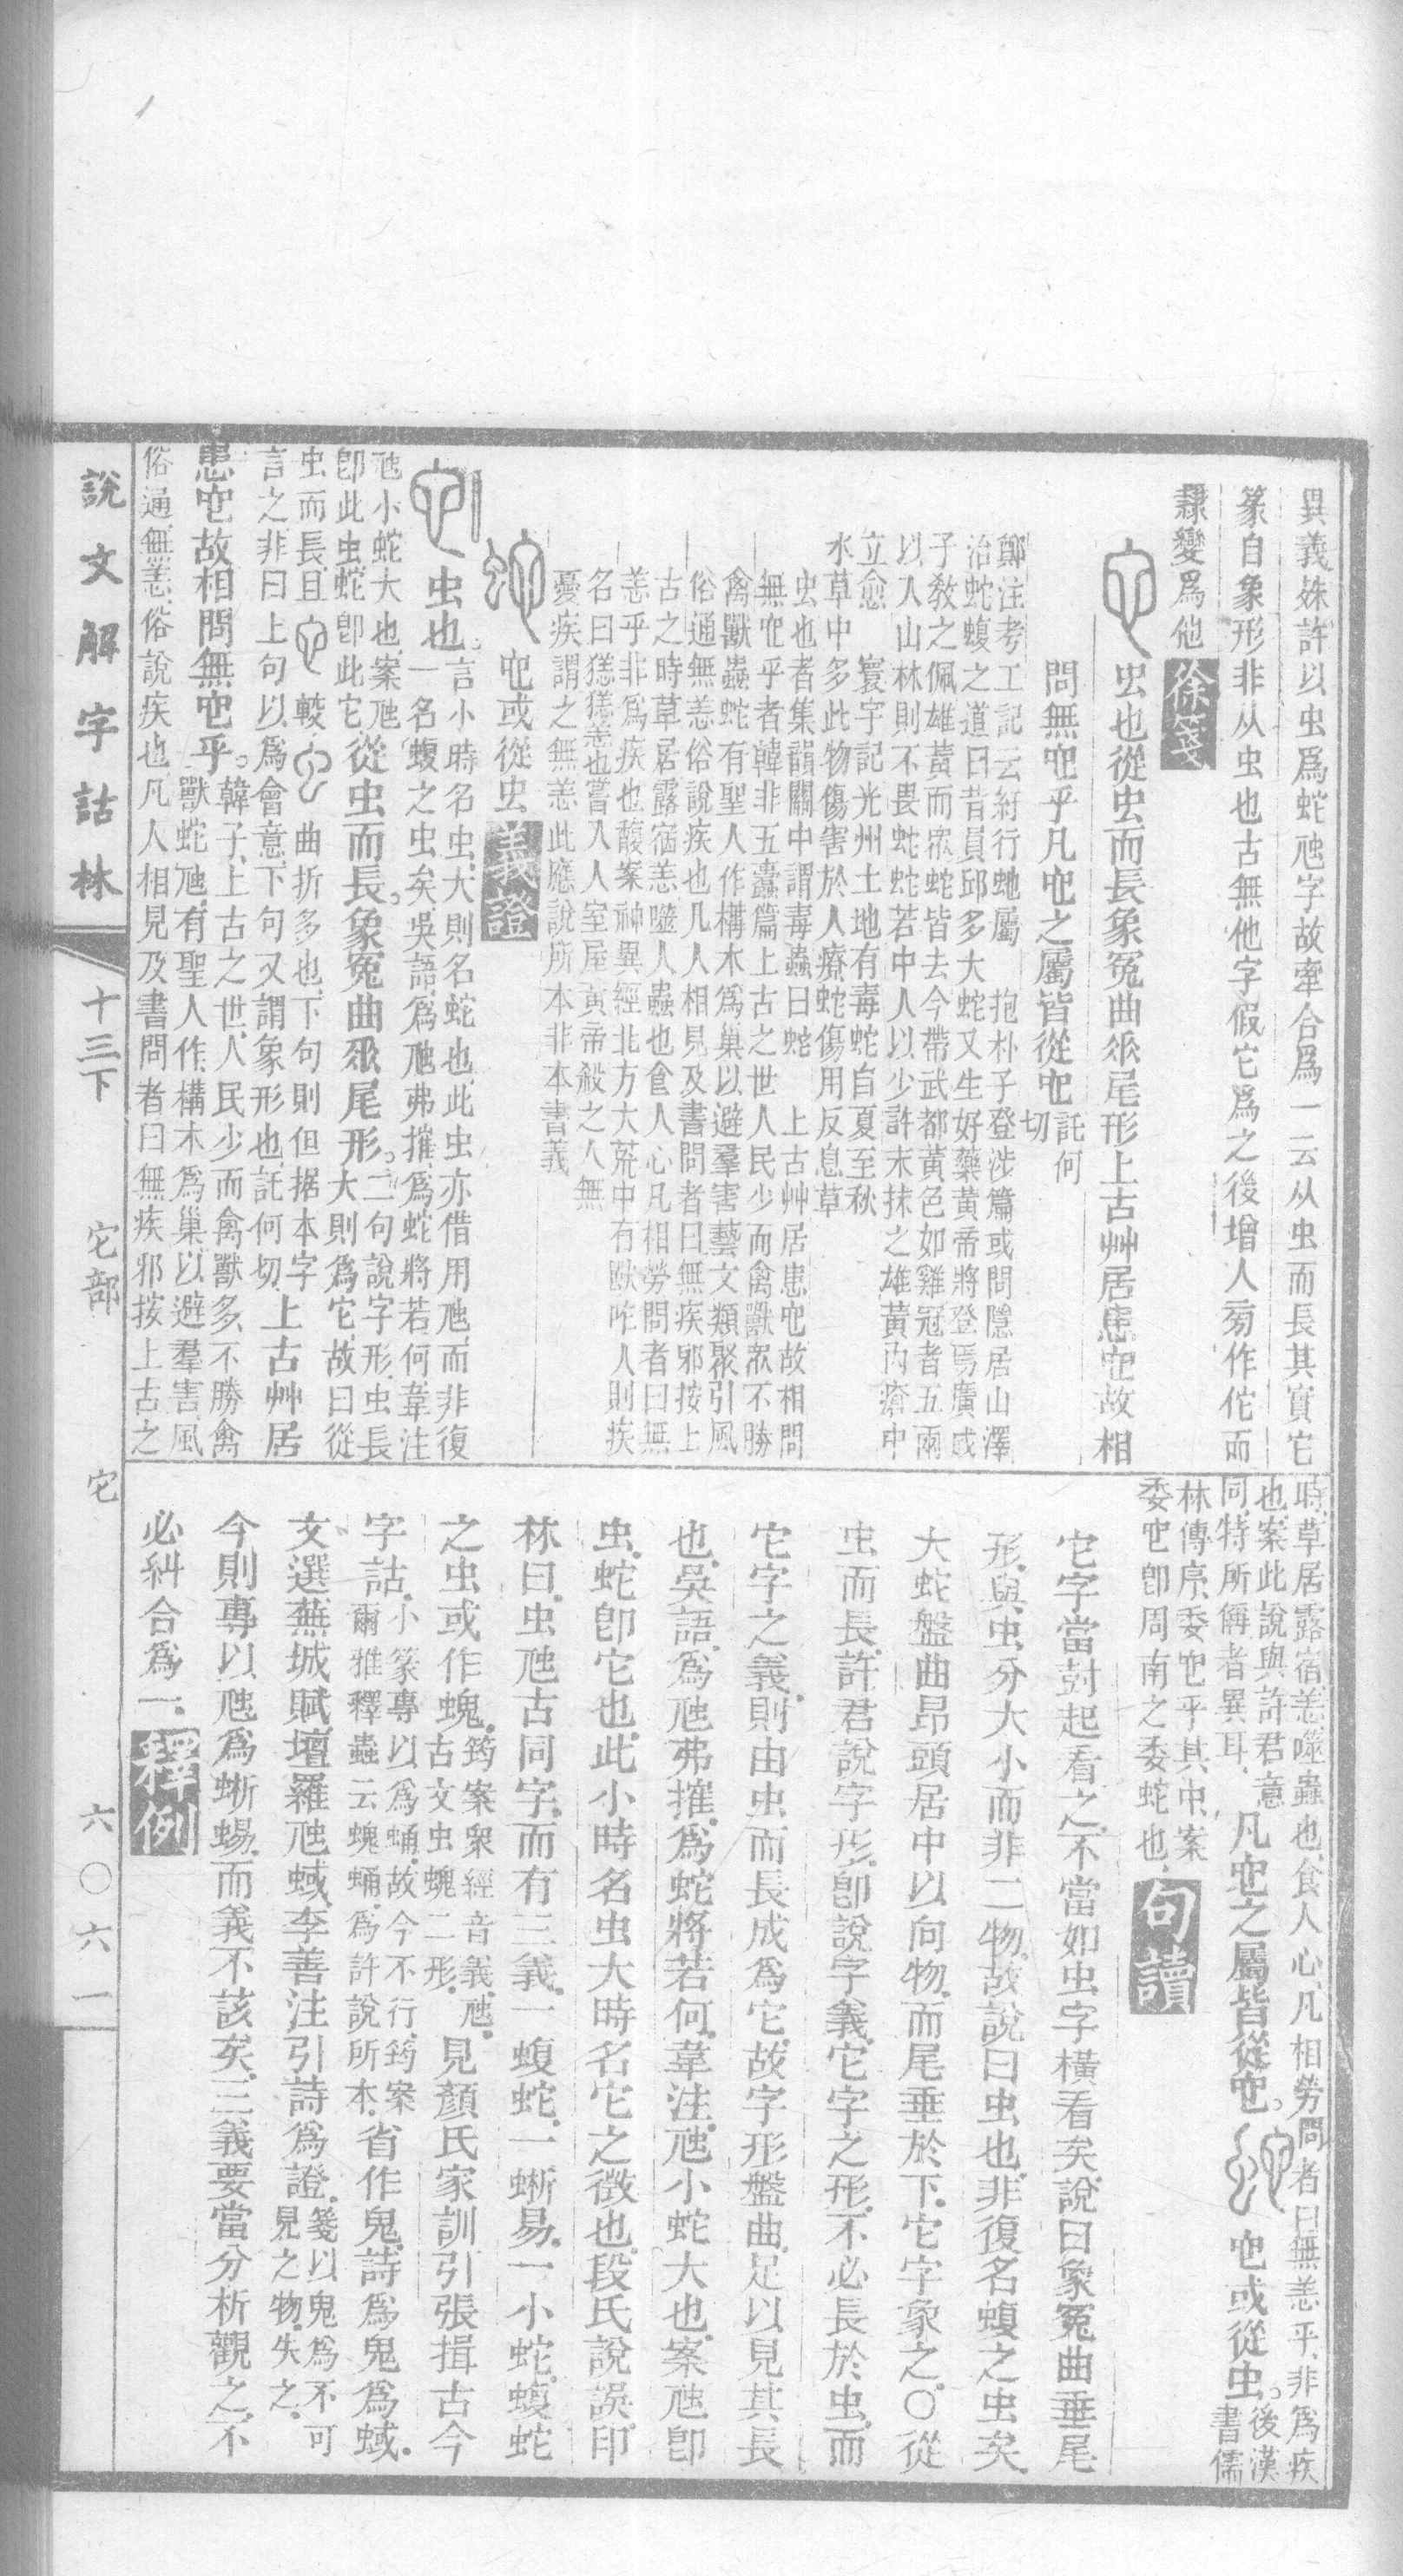 異義殊許以虫爲蛇虺字故牽合爲一云从虫而長其實它
篆自象形非从虫也古無他字假它爲之後增人旁作佗而
隸變爲他 徐箋
虫也從虫而長象冤曲𠂹尾形上古艸居患它故相
問無它乎凡它之屬皆從它託何切
鄭注考工記云紆行蛇屬 抱朴子登涉篇或問隱居山澤
治蛇蝮之道曰昔員邱多大蛇又生好藥黃帝將登焉廣成
子敎之佩雄黃而衆蛇皆去今帶武都黃色如雞冠者五兩
以入山林則不畏蛇蛇若中人以少許末抹之雄黃內瘡中
立愈 寰宇記光州土地有毒蛇自夏至秋
水草中多此物傷害於人療蛇傷用反息草
虫也者集韻關中謂毒蟲曰蛇 上古艸居患它故相問
無它乎者韓非五蠹篇上古之世人民少而禽獸衆不勝
禽獸蟲蛇有聖人作構木爲巢以避羣害藝文類聚引風
俗通無恙俗說疾也凡人相見及書問者曰無疾邪按上
古之時草居露宿恙噬人蟲也食人心凡相勞問者曰無
恙乎非爲疾也馥案神異經北方大荒中有獸咋人則疾
名曰㺊㺊恙也嘗入人室屋黃帝殺之人無
憂疾謂之無恙此應說所本非本書義
它或從虫 義證
虫也。言小時名虫、大則名蛇也、此虫亦借用虺、而非復
一名蝮之虫矣、吳語、爲虺弗摧、爲蛇將若何、韋注
虺小蛇大也、案虺
卽此虫、蛇卽此它、從虫而長。象冤曲𠂹尾形。二句說字形、虫長
大則爲它、故曰從
虫而長、且 較 曲折多也、下句則但据本字
言之、非曰上句以爲會意、下句又謂象形也、託何切、上古艸居
患它故相問無它乎。韓子、上古之世、人民少而禽獸多、不勝禽
獸蛇虺、有聖人作、構木爲巢、以避羣害、風
俗通、無恙、俗說疾也、凡人相見及書問者曰無疾邪、按上古之
時、草居露宿、恙噬蟲也、食人心、凡相勞問者曰無恙乎、非爲疾
也、案此說與許君意
同、特所偁者異耳、凡它之屬皆從它。 它或從虫。後漢書儒
林傳序、委它乎其中、案
委它卽周南之委蛇也、句讀
它字當尌起看之、不當如虫字橫看矣、說曰象冤曲垂尾
形、與虫分大小而非二物、故說曰虫也、非復名蝮之虫矣、
大蛇盤曲昂頭居中以向物、而尾垂於下、它字象之、〇從
虫而長、許君說字形、卽說字義、它字之形、不必長於虫、而
它字之義、則由虫而長成爲它、故字形盤曲、足以見其長
也、吳語、爲虺弗摧、爲蛇將若何、韋注、虺小蛇大也、案虺卽
虫、蛇卽它也、此小時名虫大時名它之徵也、段氏說誤、印
林曰、虫虺古同字、而有三義、一蝮蛇、一蜥易、一小蛇、蝮蛇
之虫或作螝、筠案衆經音義、虺、
古文虫螝二形、見顏氏家訓引張揖古今
字詁、小篆專以爲蛹、故今不行、筠案
爾雅釋蟲云螝蛹、爲許說所本、省作鬼、詩爲鬼爲蜮、
文選蕪城賦、壇羅虺蜮、李善注引詩爲證、箋以鬼爲不可
見之物、失之、
今則專以虺爲蜥蜴、而義不該矣、三義要當分析觀之、不
必糾合爲一、釋例
說文解字詁林 十三下 它部 它 六〇六一